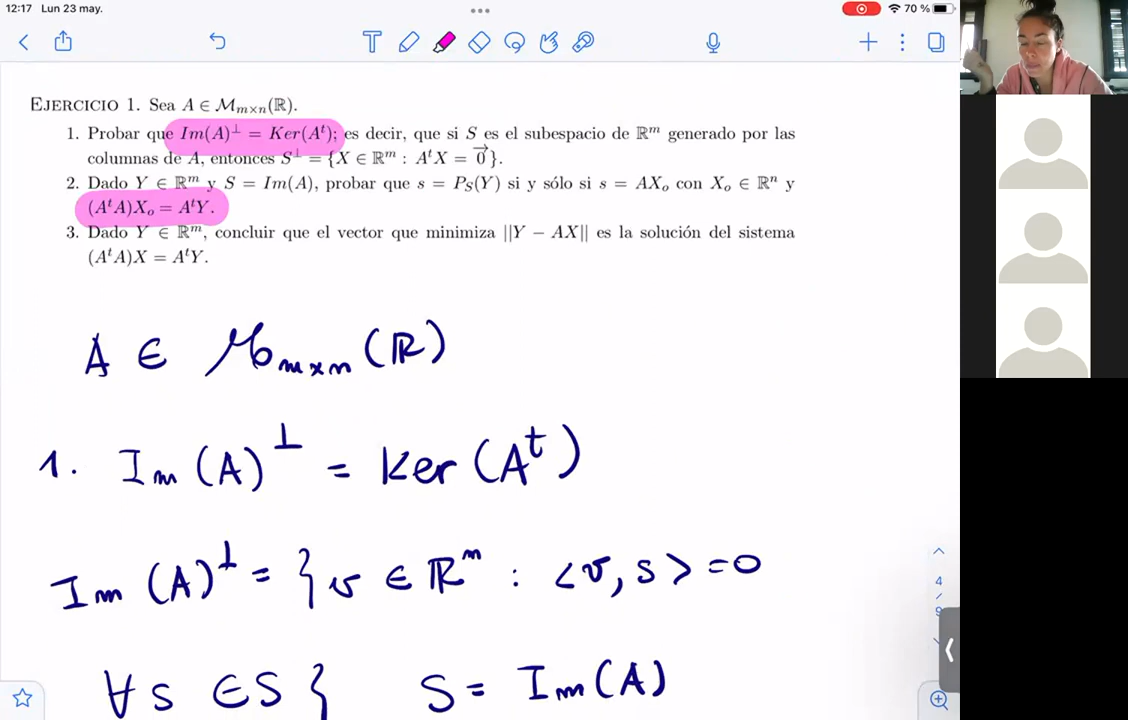 12:17 Lun 23 may.
70 %
T
EJERCICIO 1. Sea A ∈ M_{m×n}(ℝ).
1. Probar que Im(A)^⊥ = Ker(A^t); es decir, que si S es el subespacio de ℝ^m generado por las
columnas de A, entonces S^⊥ = {X ∈ ℝ^m : A^tX = \vec{0}}.
2. Dado Y ∈ ℝ^m y S = Im(A), probar que s = P_S(Y) si y sólo si s = AX_o con X_o ∈ ℝ^n y
(A^tA)X_o = A^tY.
3. Dado Y ∈ ℝ^m, concluir que el vector que minimiza ||Y − AX|| es la solución del sistema
(A^tA)X = A^tY.
A ∈ M_{m×n}(ℝ)
1. Im(A)^⊥ = Ker(A^t)
Im(A)^⊥ = {v ∈ ℝ^m : <v, s> = 0
∀ s ∈ S} S = Im(A)
4
/
9